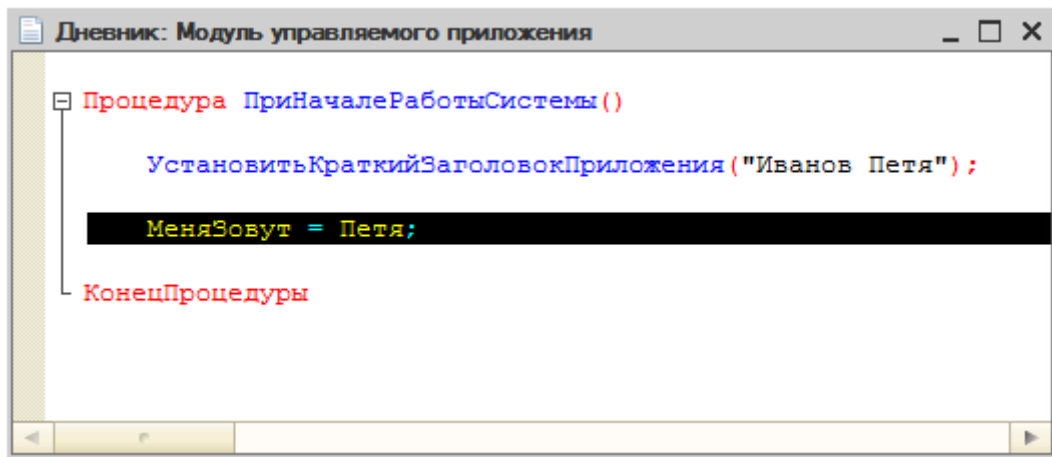 Дневник: Модуль управляемого приложения
Процедура ПриНачалеРаботыСистемы()
УстановитьКраткийЗаголовокПриложения("Иванов Петя");
МеняЗовут = Петя;
КонецПроцедуры